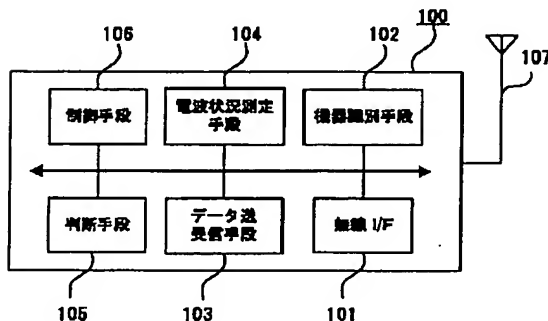 106
104
102
100
107
制御手段
電波状況測定
手段
機器識別手段
判断手段
データ送
受信手段
無線 I/F
105
103
101